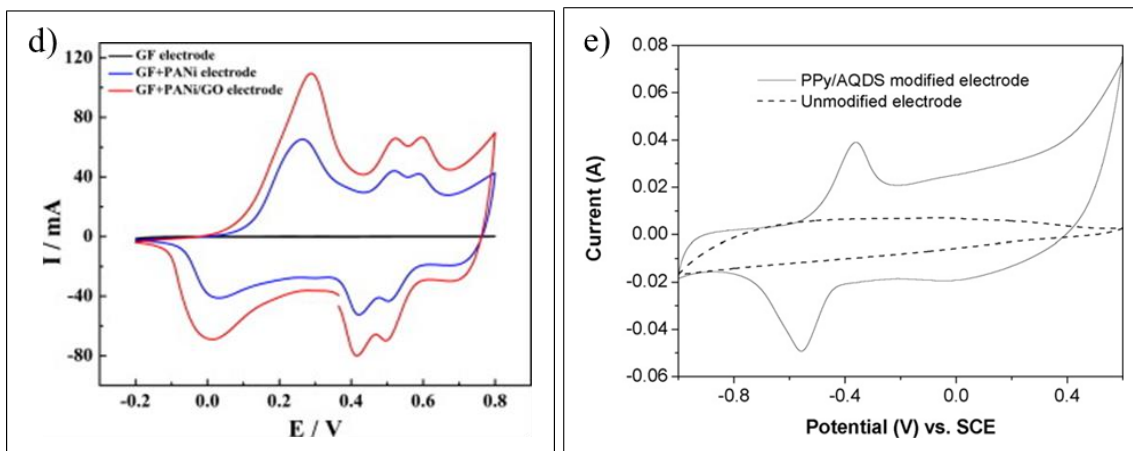 d)
GF electrode
GF+PANi electrode
GF+PANi/GO electrode
120
80
40
0
-40
-80
I / mA
-0.2 0.0 0.2 0.4 0.6 0.8
E / V
e)
PPy/AQDS modified electrode
Unmodified electrode
0.08
0.06
0.04
0.02
0.00
-0.02
-0.04
-0.06
Current (A)
-0.8 -0.4 0.0 0.4
Potential (V) vs. SCE